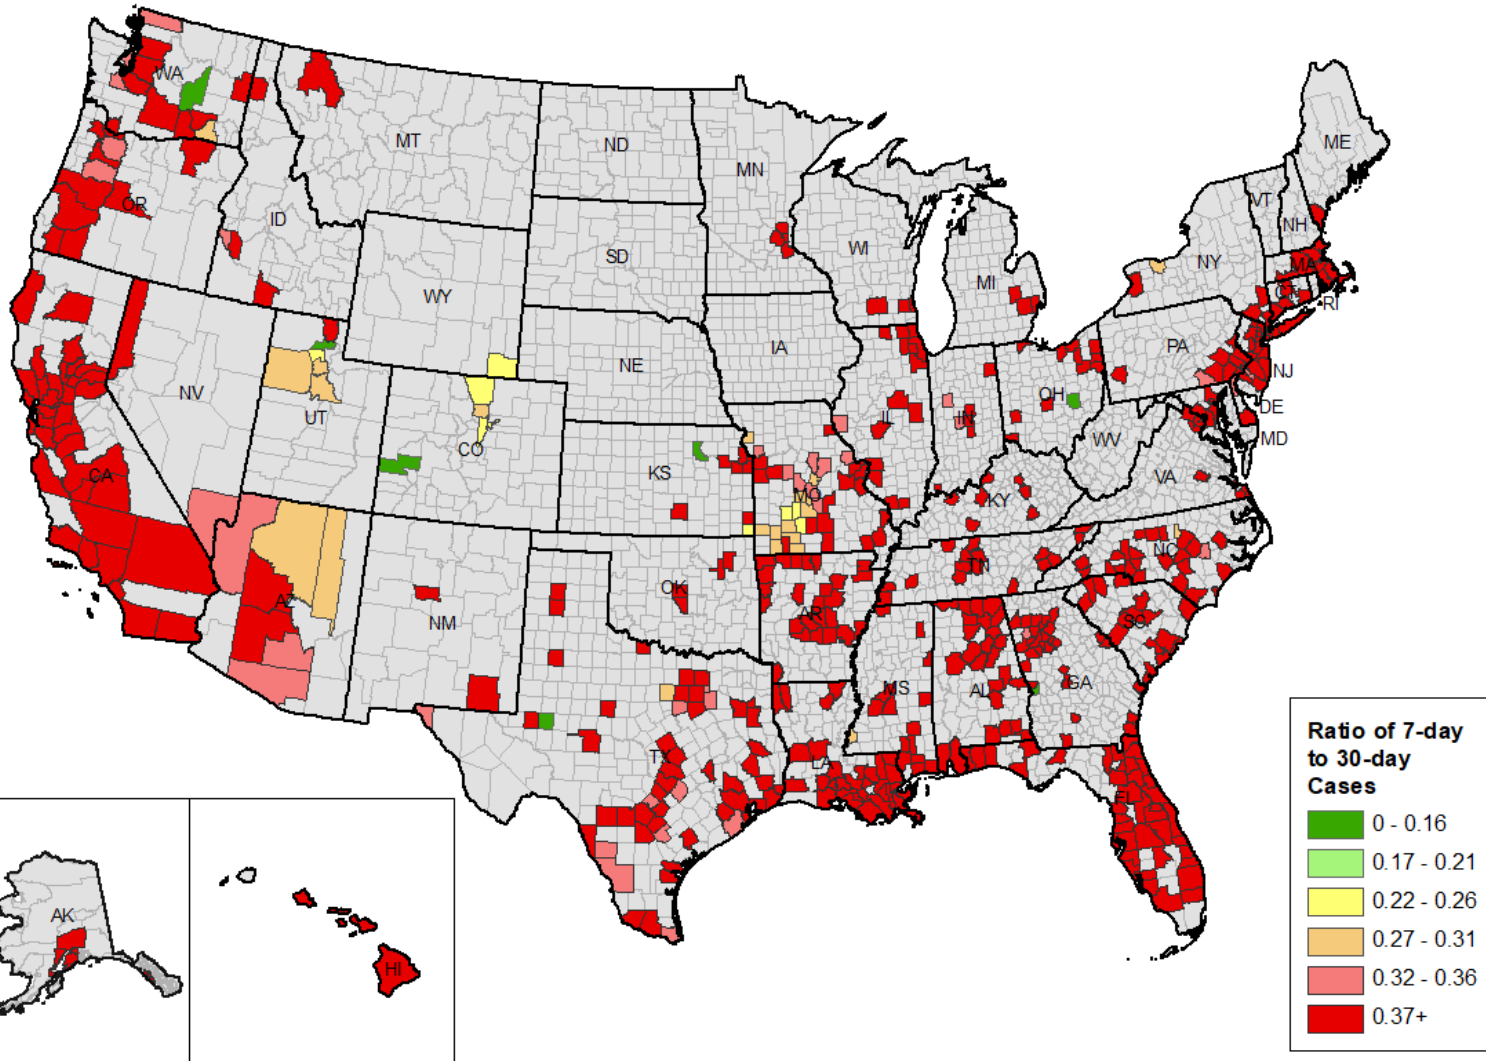 WA
MT
ND
MN
ME
OR
ID
SD
WI
VT
NH
NY
MI
MA
CT
RI
WY
IA
NE
PA
NJ
NV
UT
CO
IL
IN
OH
DE
MD
WV
KS
MO
KY
VA
CA
AZ
NM
OK
AR
TN
NC
SC
MS
AL
GA
TX
LA
FL
AK
HI
Ratio of 7-day
to 30-day
Cases
0 - 0.16
0.17 - 0.21
0.22 - 0.26
0.27 - 0.31
0.32 - 0.36
0.37+